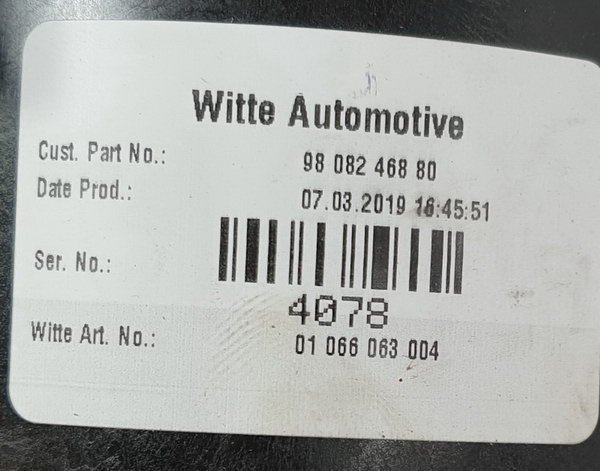 Witte Automotive
Cust. Part No.: 98 082 468 80
Date Prod.: 07.03.2019 16:45:51
Ser. No.:
4078
Witte Art. No.: 01 066 063 004